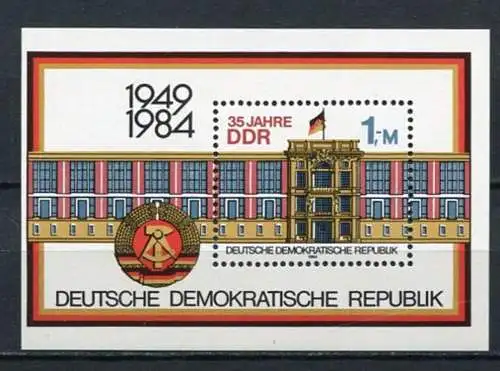 1949
1984
35 JAHRE
DDR
1,-M
DEUTSCHE DEMOKRATISCHE REPUBLIK
1984
DEUTSCHE DEMOKRATISCHE REPUBLIK